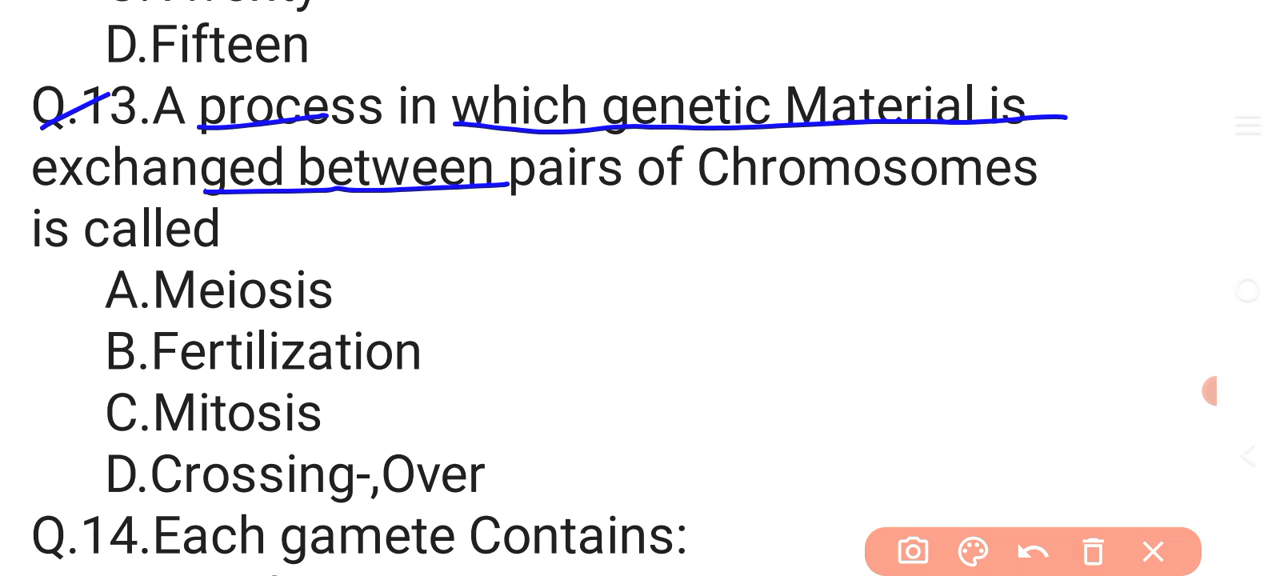 D.Fifteen
Q.13.A process in which genetic Material is
exchanged between pairs of Chromosomes
is called
A.Meiosis
B.Fertilization
C.Mitosis
D.Crossing-,Over
Q.14.Each gamete Contains: